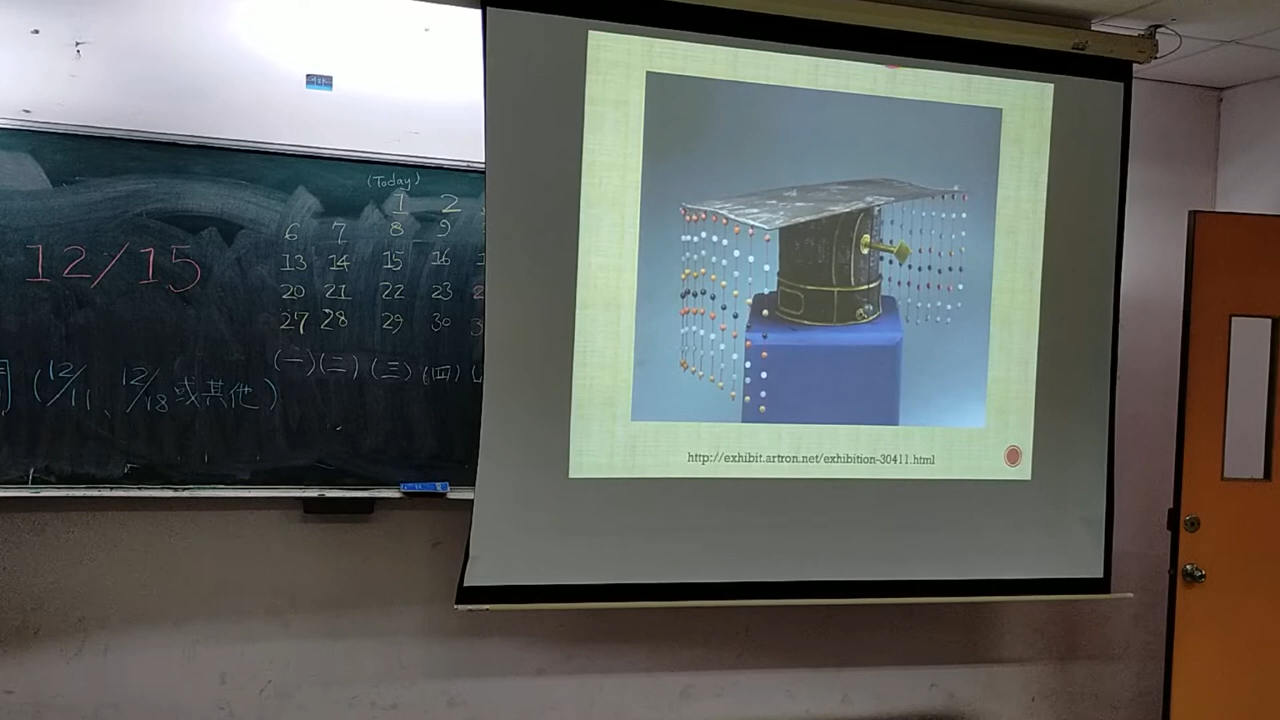 (Today)
1 2
6 7 8 9
12/15
13 14 15 16
20 21 22 23
27 28 29 30
(一)(二)(三)(四)
(12/11、12/18或其他)
http://exhibit.artron.net/exhibition-30411.html